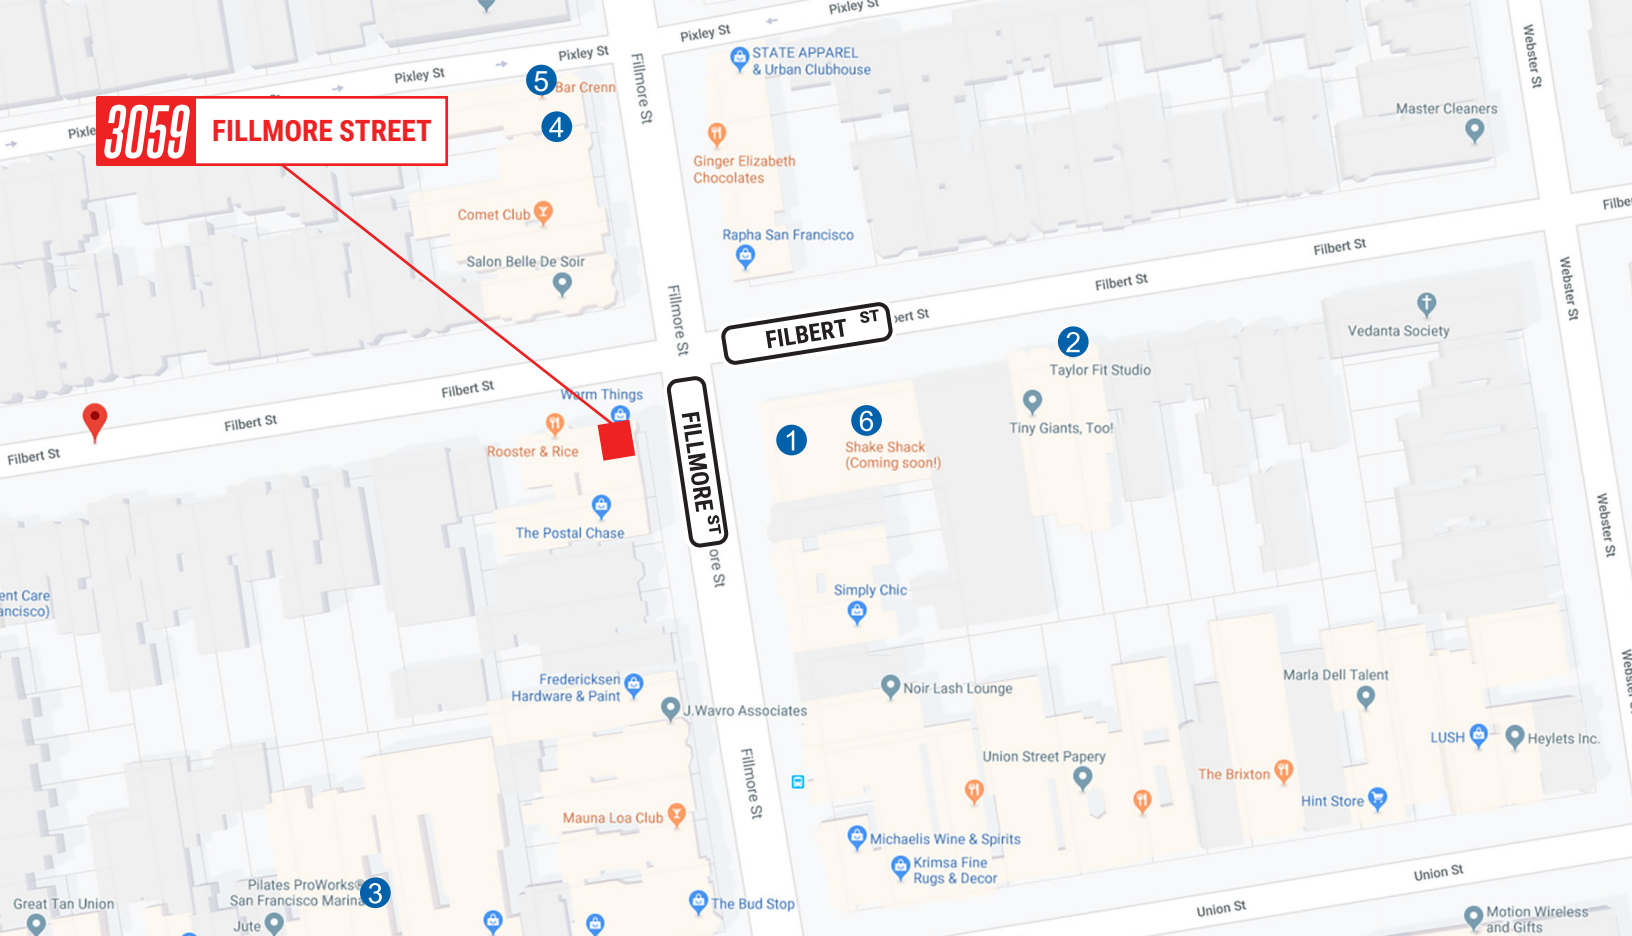 Pixley St
Pixley St
Pixley St
Pixley St
Webster St
Fillmore St
STATE APPAREL
& Urban Clubhouse
5
Bar Crenn
4
3059 FILLMORE STREET
Master Cleaners
Ginger Elizabeth
Chocolates
Comet Club
Rapha San Francisco
Salon Belle De Soir
Filbert St
Filbert St
Webster St
Fillmore St
FILBERT ST
Vedanta Society
2
Taylor Fit Studio
Filbert St
Filbert St
Filbert St
Warm Things
Rooster & Rice
FILLMORE ST
1
6
Shake Shack
(Coming soon!)
Tiny Giants, Too!
The Postal Chase
Webster St
ore St
Simply Chic
ent Care
ancisco)
Fredericksen
Hardware & Paint
J.Wavro Associates
Noir Lash Lounge
Marla Dell Talent
Union Street Papery
The Brixton
LUSH
Heylets Inc.
Hint Store
Fillmore St
Mauna Loa Club
Michaelis Wine & Spirits
Krimsa Fine
Rugs & Decor
Union St
Union St
Pilates ProWorks®
San Francisco Marina
3
Great Tan Union
Jute
The Bud Stop
Motion Wireless
and Gifts